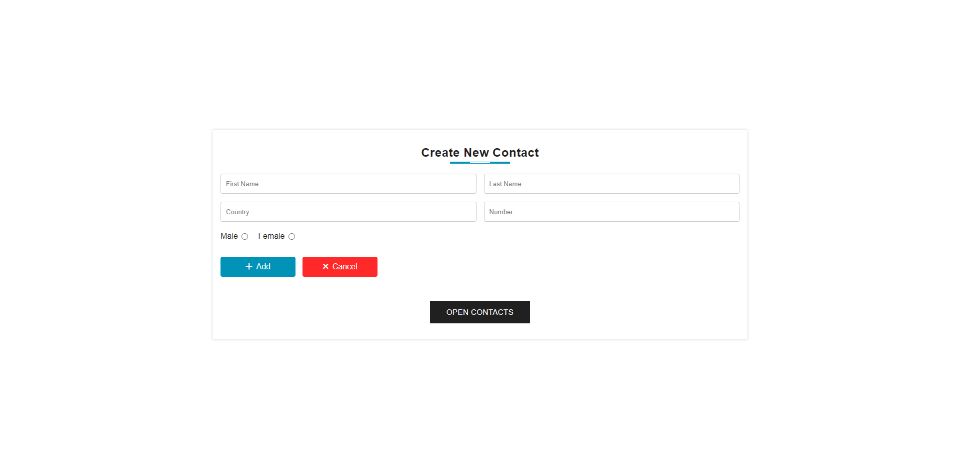 Create New Contact
First Name Last Name
Country Number
Male Female
+ Add × Cancel
OPEN CONTACTS